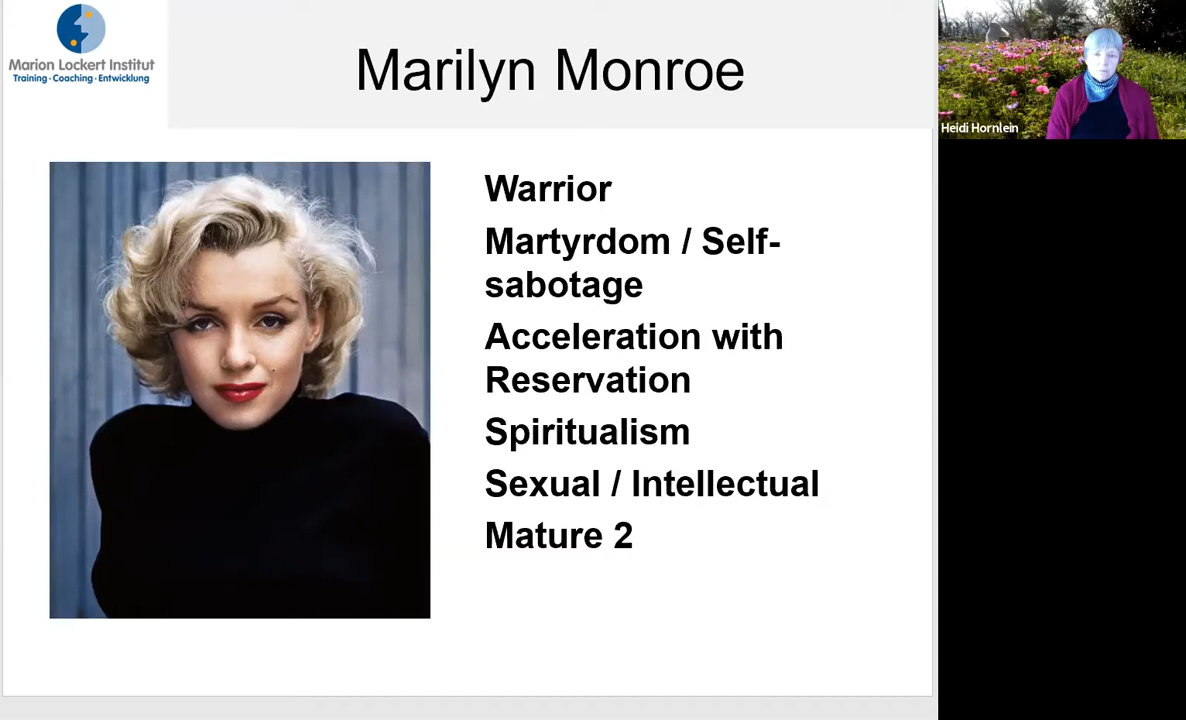 Marion Lockert Institut
Training · Coaching · Entwicklung
Marilyn Monroe
Heidi Hornlein
Warrior
Martyrdom / Self-
sabotage
Acceleration with
Reservation
Spiritualism
Sexual / Intellectual
Mature 2